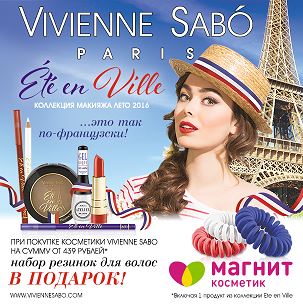 VIVIENNE SABÓ
PARIS
Été en Ville
КОЛЛЕКЦИЯ МАКИЯЖА ЛЕТО 2016
...это так
по-французски!
ПРИ ПОКУПКЕ КОСМЕТИКИ VIVIENNE SABO
НА СУММУ ОТ 439 РУБЛЕЙ*
набор резинок для волос
В ПОДАРОК!
WWW.VIVIENNESABO.COM
МАГНИТ
косметик
*Включая 1 продукт из коллекции Ete en Ville